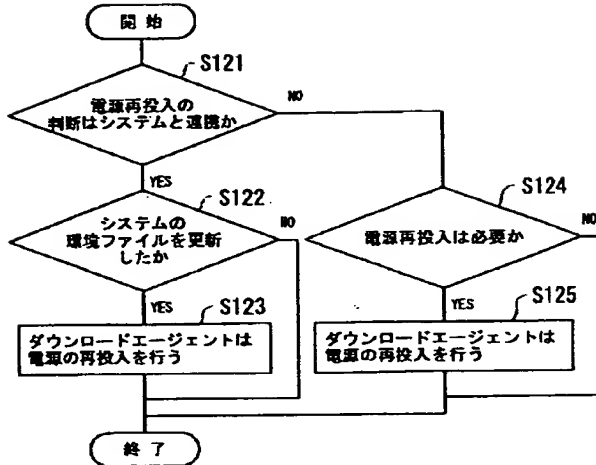 開始
S121
電源再投入の
判断はシステムと連携か
NO
YES
S122
システムの
環境ファイルを更新
したか
NO
YES
S123
ダウンロードエージェントは
電源の再投入を行う
S124
電源再投入は必要か
NO
YES
S125
ダウンロードエージェントは
電源の再投入を行う
終了